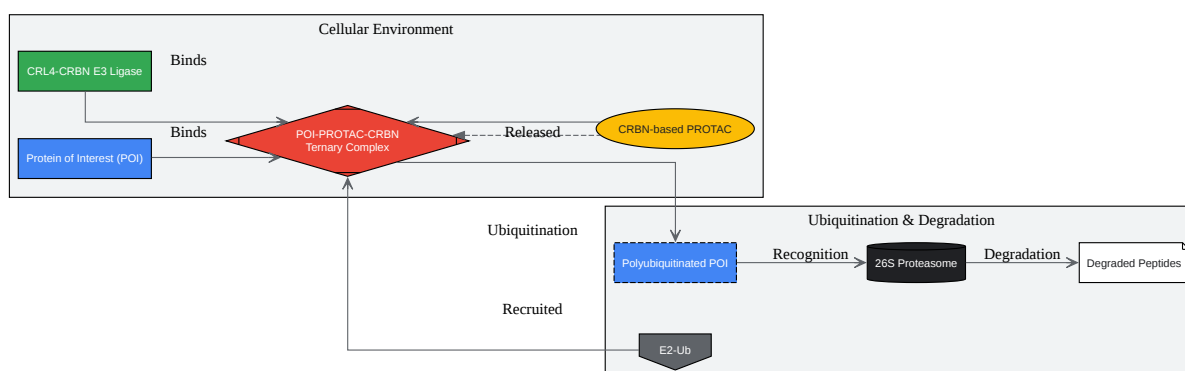 Cellular Environment
Binds
CRL4-CRBN E3 Ligase
Binds
Released
POI-PROTAC-CRBN
Ternary Complex
CRBN-based PROTAC
Protein of Interest (POI)
Ubiquitination & Degradation
Ubiquitination
Polyubiquitinated POI
Recognition
26S Proteasome
Degradation
Degraded Peptides
Recruited
E2-Ub